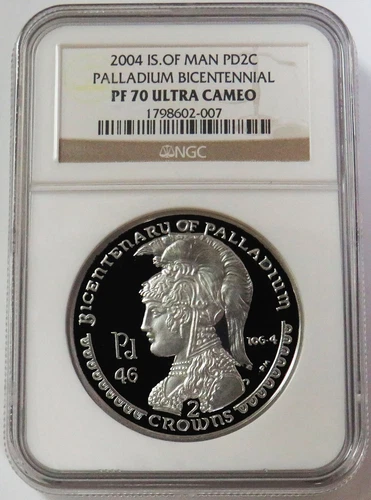 2004 IS.OF MAN PD2C
PALLADIUM BICENTENNIAL
PF 70 ULTRA CAMEO
1798602-007
NGC
BICENTENARY OF PALLADIUM
Pd
46
106·4
PM
2
CROWNS